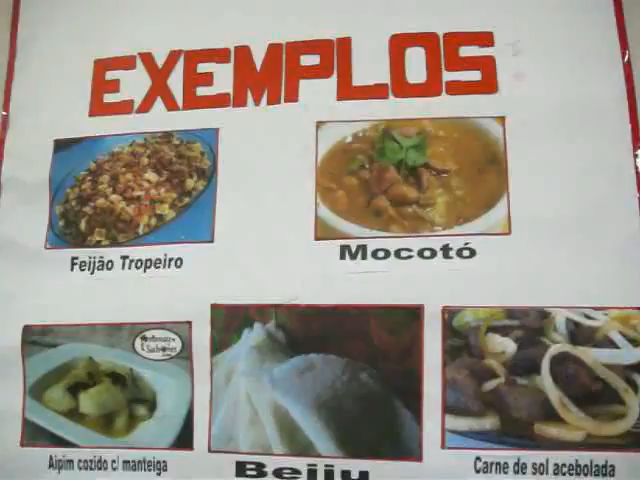 EXEMPLOS
Feijão Tropeiro
Mocotó
Aipim cozido c/ manteiga
Beiju
Carne de sol acebolada